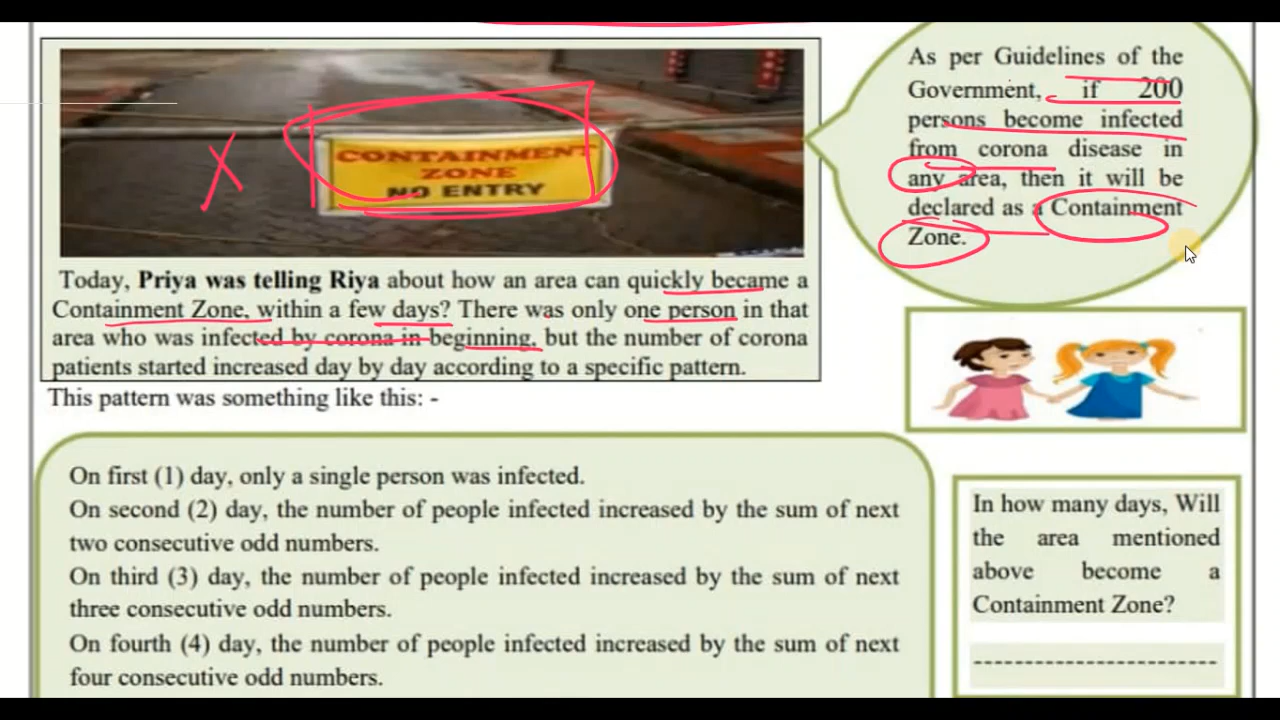 CONTAINMENT
ZONE
NO ENTRY
As per Guidelines of the
Government, if 200
persons become infected
from corona disease in
any area, then it will be
declared as a Containment
Zone.
Today, Priya was telling Riya about how an area can quickly became a
Containment Zone, within a few days? There was only one person in that
area who was infected by corona in beginning, but the number of corona
patients started increased day by day according to a specific pattern.
This pattern was something like this: -
On first (1) day, only a single person was infected.
On second (2) day, the number of people infected increased by the sum of next
two consecutive odd numbers.
On third (3) day, the number of people infected increased by the sum of next
three consecutive odd numbers.
On fourth (4) day, the number of people infected increased by the sum of next
four consecutive odd numbers.
In how many days, Will
the area mentioned
above become a
Containment Zone?